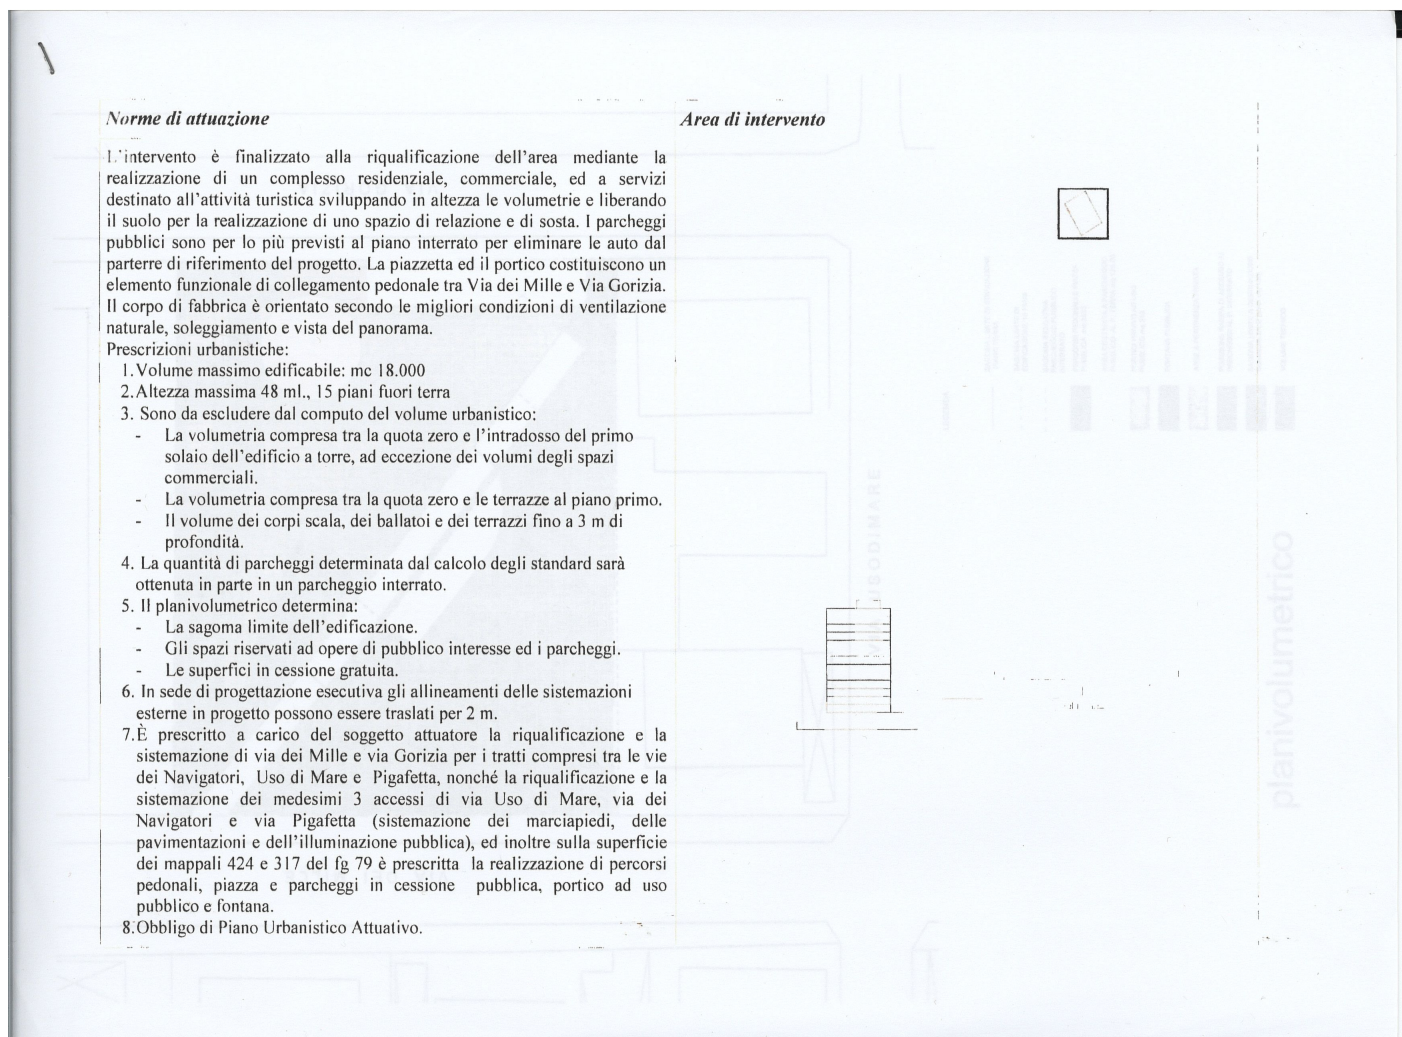 Norme di attuazione
L'intervento è finalizzato alla riqualificazione dell'area mediante la
realizzazione di un complesso residenziale, commerciale, ed a servizi
destinato all'attività turistica sviluppando in altezza le volumetrie e liberando
il suolo per la realizzazione di uno spazio di relazione e di sosta. I parcheggi
pubblici sono per lo più previsti al piano interrato per eliminare le auto dal
parterre di riferimento del progetto. La piazzetta ed il portico costituiscono un
elemento funzionale di collegamento pedonale tra Via dei Mille e Via Gorizia.
Il corpo di fabbrica è orientato secondo le migliori condizioni di ventilazione
naturale, soleggiamento e vista del panorama.
Prescrizioni urbanistiche:
1.Volume massimo edificabile: mc 18.000
2.Altezza massima 48 ml., 15 piani fuori terra
3. Sono da escludere dal computo del volume urbanistico:
- La volumetria compresa tra la quota zero e l'intradosso del primo
solaio dell'edificio a torre, ad eccezione dei volumi degli spazi
commerciali.
- La volumetria compresa tra la quota zero e le terrazze al piano primo.
- Il volume dei corpi scala, dei ballatoi e dei terrazzi fino a 3 m di
profondità.
4. La quantità di parcheggi determinata dal calcolo degli standard sarà
ottenuta in parte in un parcheggio interrato.
5. Il planivolumetrico determina:
- La sagoma limite dell'edificazione.
- Gli spazi riservati ad opere di pubblico interesse ed i parcheggi.
- Le superfici in cessione gratuita.
6. In sede di progettazione esecutiva gli allineamenti delle sistemazioni
esterne in progetto possono essere traslati per 2 m.
7.È prescritto a carico del soggetto attuatore la riqualificazione e la
sistemazione di via dei Mille e via Gorizia per i tratti compresi tra le vie
dei Navigatori, Uso di Mare e Pigafetta, nonché la riqualificazione e la
sistemazione dei medesimi 3 accessi di via Uso di Mare, via dei
Navigatori e via Pigafetta (sistemazione dei marciapiedi, delle
pavimentazioni e dell'illuminazione pubblica), ed inoltre sulla superficie
dei mappali 424 e 317 del fg 79 è prescritta la realizzazione di percorsi
pedonali, piazza e parcheggi in cessione pubblica, portico ad uso
pubblico e fontana.
8.Obbligo di Piano Urbanistico Attuativo.
Area di intervento
VIA USODIMARE
planivolumetrico